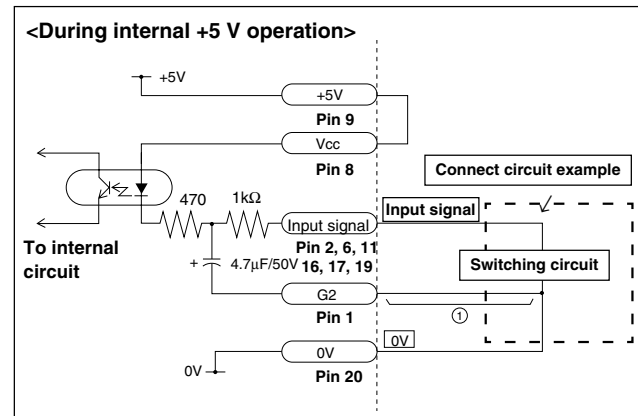 <During internal +5 V operation>
+5V
+5V
Pin 9
Vcc
Pin 8
Connect circuit example
470
1kΩ
Input signal
Input signal
To internal
circuit
Pin 2, 6, 11
16, 17, 19
Switching circuit
+
4.7μF/50V
G2
①
Pin 1
0V
0V
0V
Pin 20